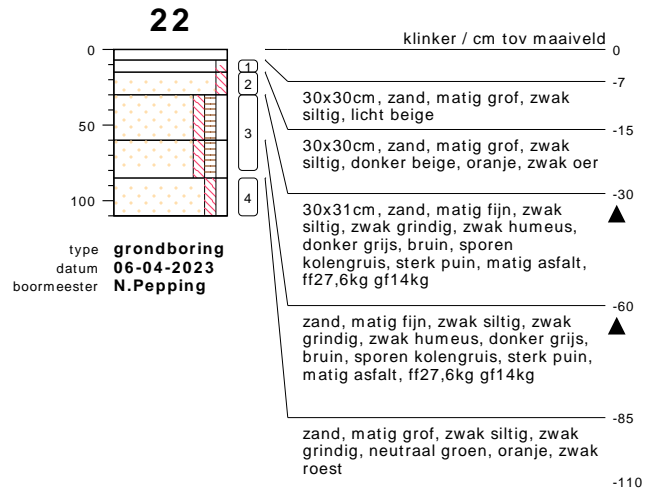 22
klinker / cm tov maaiveld
0
0
-7
30x30cm, zand, matig grof, zwak
siltig, licht beige
-15
30x30cm, zand, matig grof, zwak
siltig, donker beige, oranje, zwak oer
-30
30x31cm, zand, matig fijn, zwak
siltig, zwak grindig, zwak humeus,
donker grijs, bruin, sporen
kolengruis, sterk puin, matig asfalt,
ff27,6kg gf14kg
-60
zand, matig fijn, zwak siltig, zwak
grindig, zwak humeus, donker grijs,
bruin, sporen kolengruis, sterk puin,
matig asfalt, ff27,6kg gf14kg
-85
zand, matig grof, zwak siltig, zwak
grindig, neutraal groen, oranje, zwak
roest
-110
50
100
1
2
3
4
type grondboring
datum 06-04-2023
boormeester N.Pepping